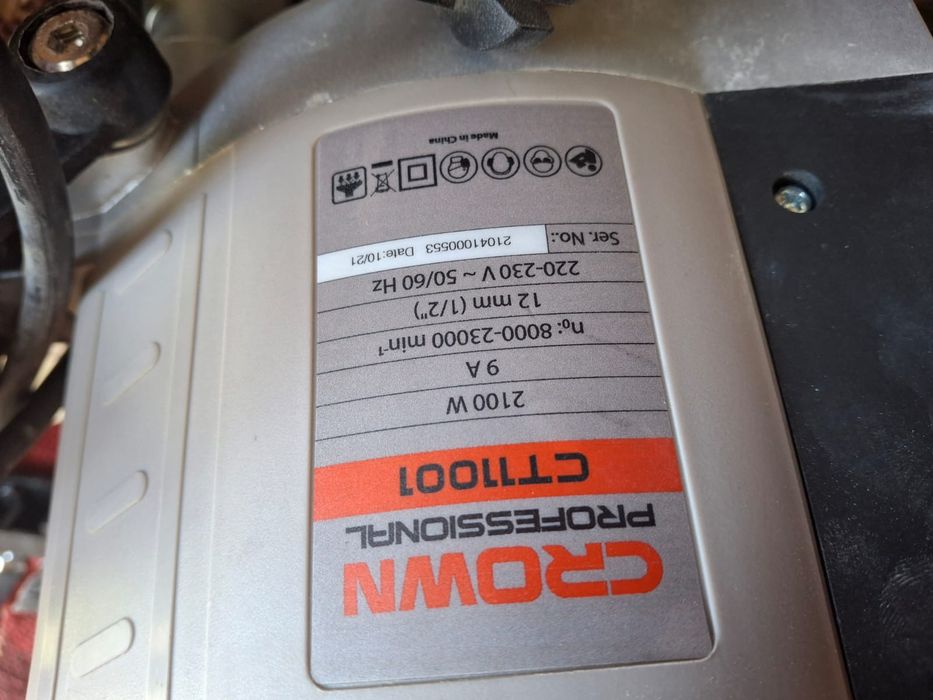 CROWN
PROFESSIONAL
CT11001
2100 W
9 A
n₀: 8000-23000 min⁻¹
12 mm (1/2")
220-230 V ~ 50/60 Hz
Ser. No.: 21041000553 Date:10/21
Made in China